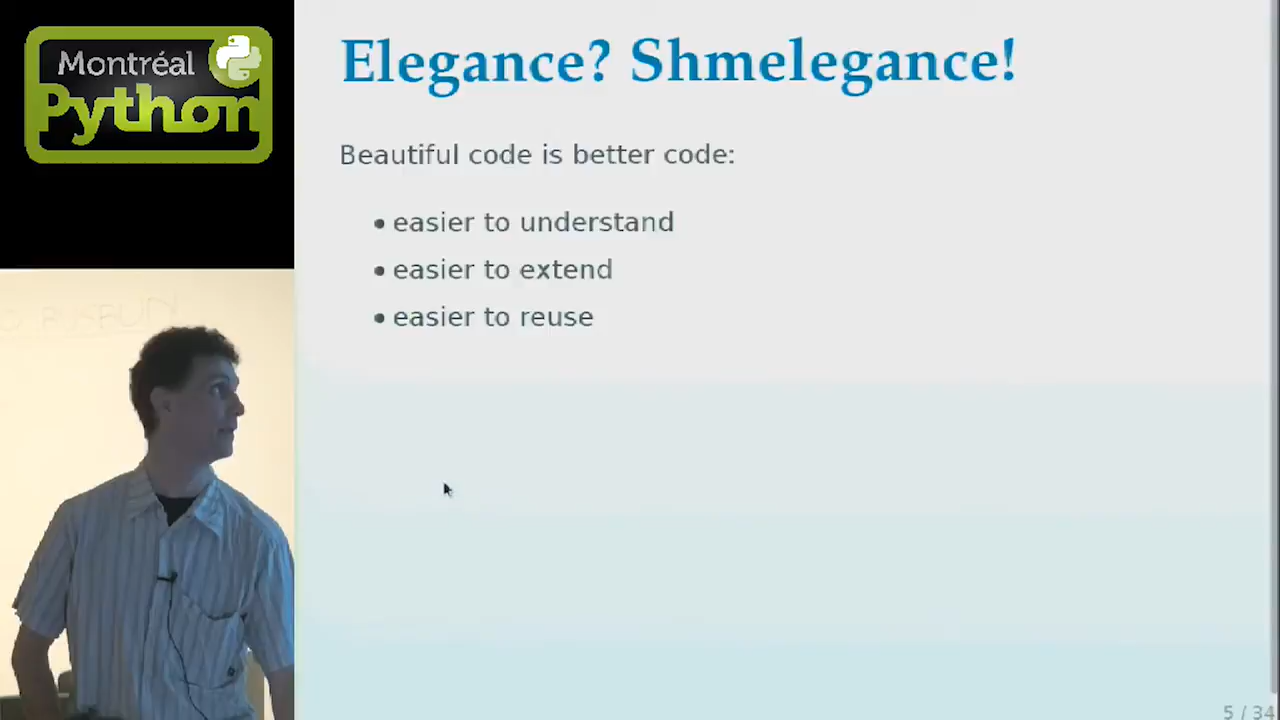 Montréal
Python
Elegance? Shmelegance!
Beautiful code is better code:
• easier to understand
• easier to extend
• easier to reuse
5 / 34